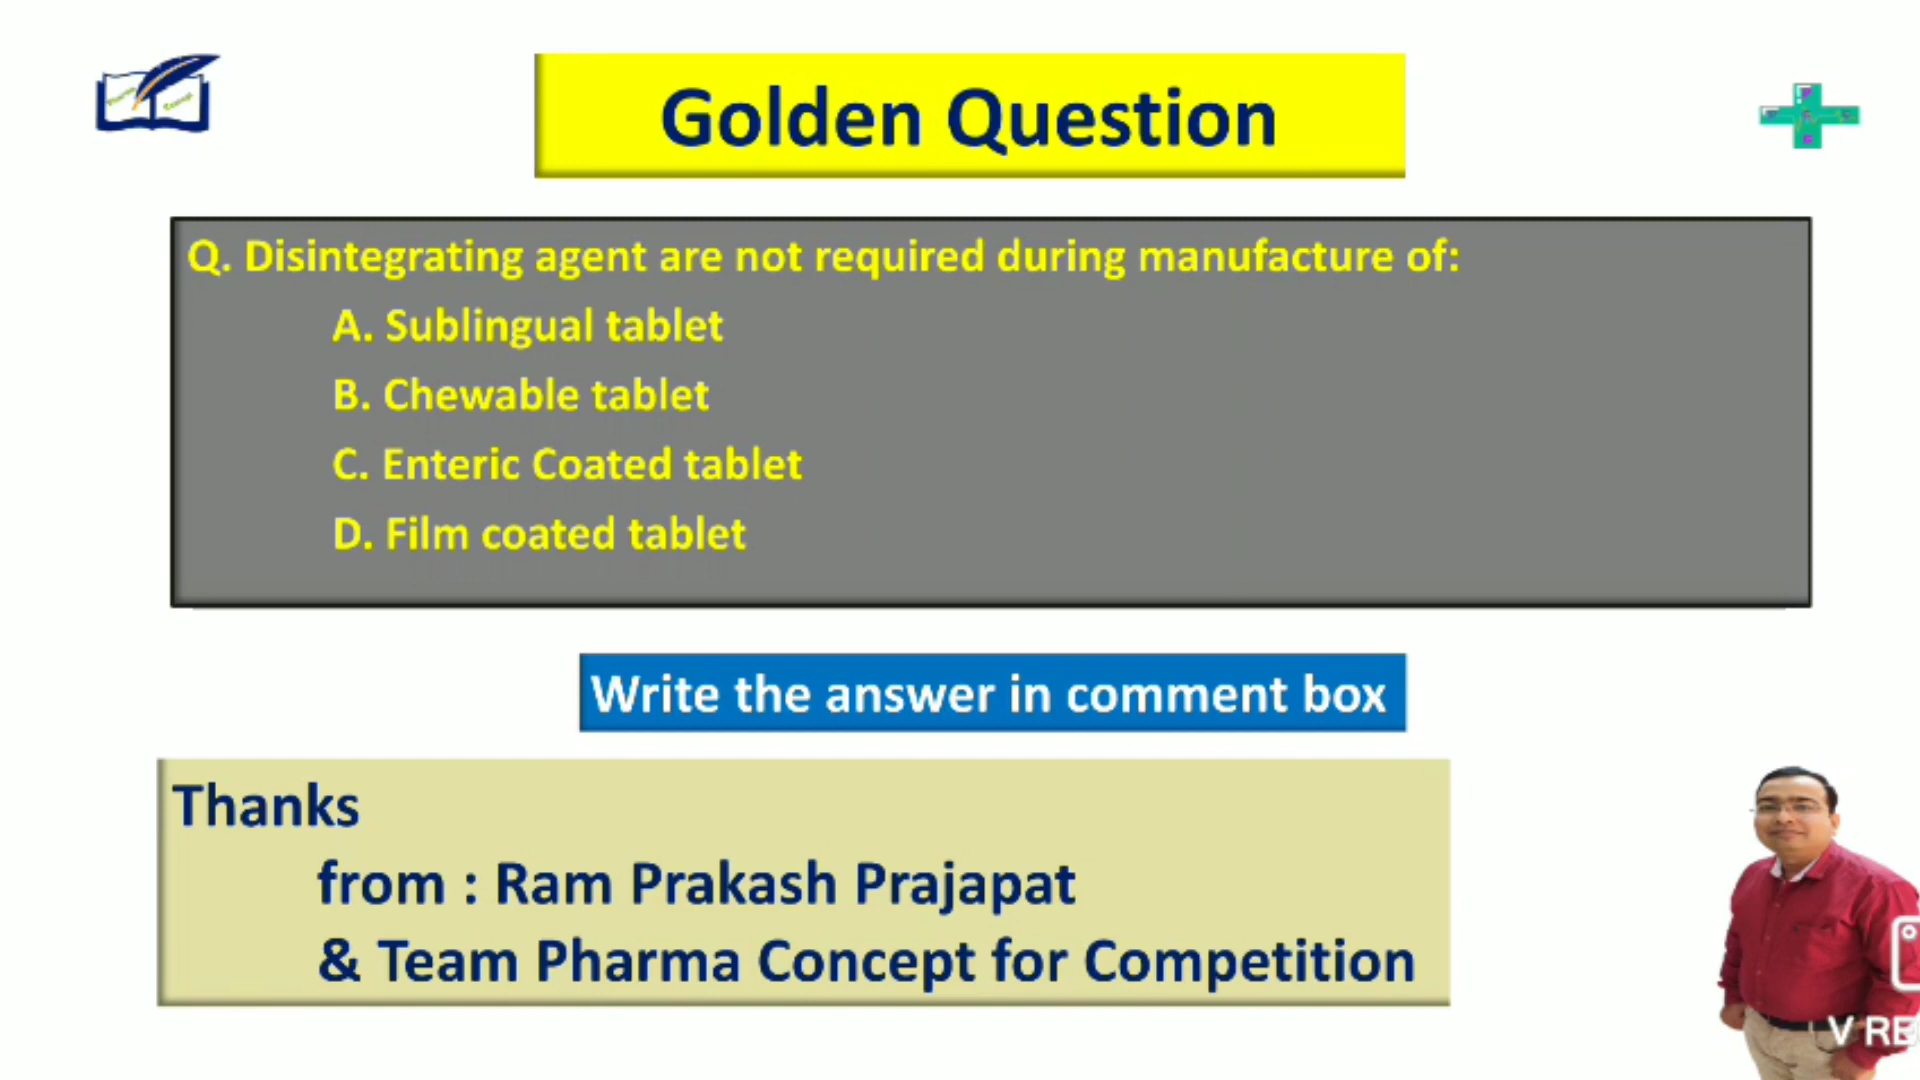 Golden Question
Q. Disintegrating agent are not required during manufacture of:
A. Sublingual tablet
B. Chewable tablet
C. Enteric Coated tablet
D. Film coated tablet
Write the answer in comment box
Thanks
from : Ram Prakash Prajapat
& Team Pharma Concept for Competition
V RE